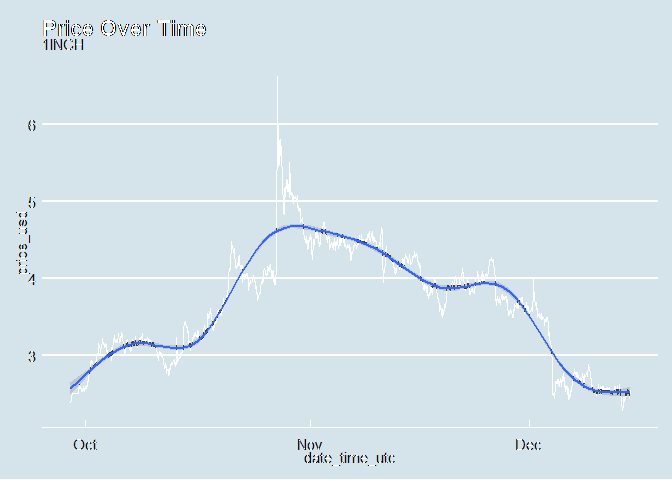 Price Over Time
1INCH
6
5
4
3
price_usd
Oct
Nov
Dec
date_time_utc